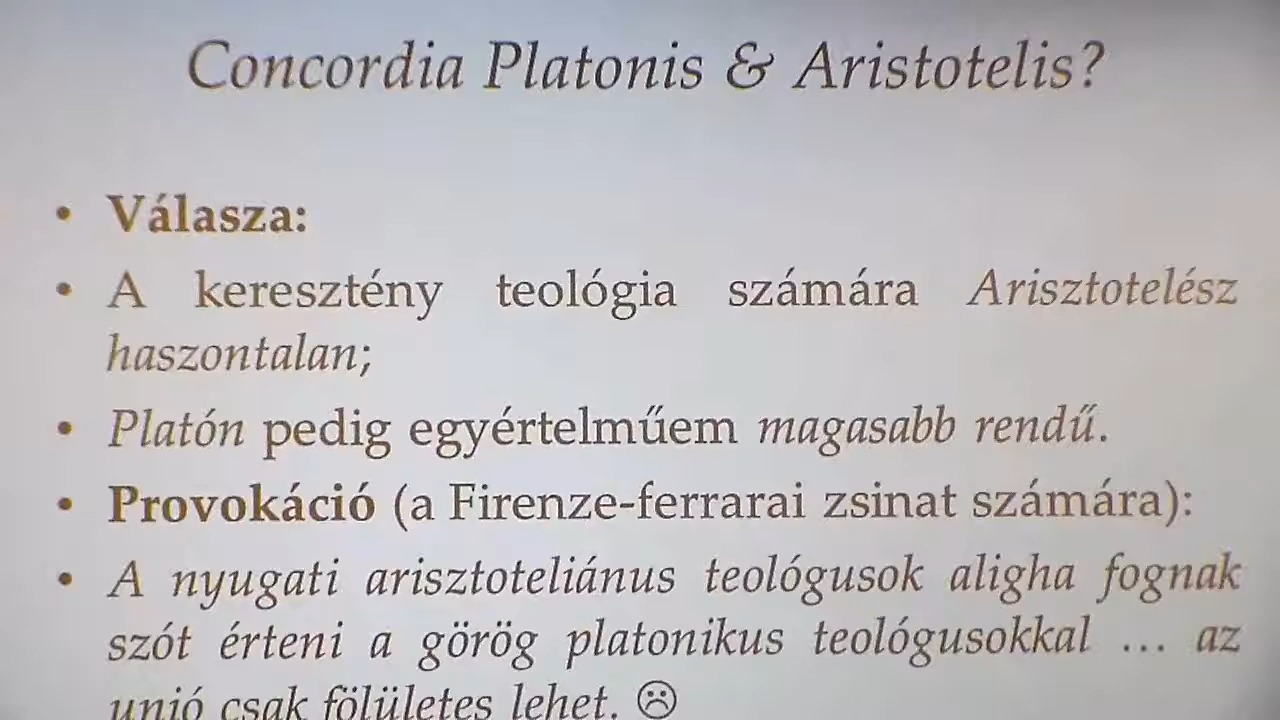 Concordia Platonis & Aristotelis?
• Válasza:
• A keresztény teológia számára Arisztotelész
haszontalan;
• Platón pedig egyértelműem magasabb rendű.
• Provokáció (a Firenze-ferrarai zsinat számára):
• A nyugati arisztoteliánus teológusok aligha fognak
szót érteni a görög platonikus teológusokkal … az
unió csak fölületes lehet. ☹